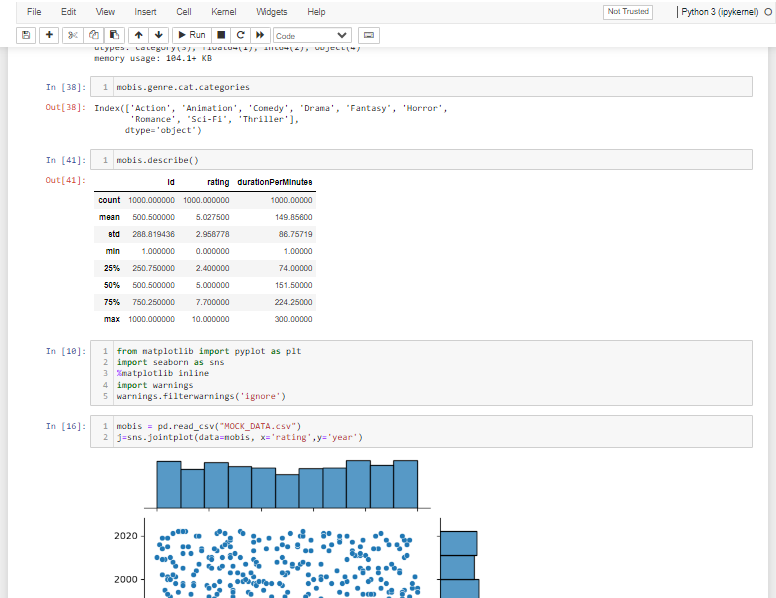 File Edit View Insert Cell Kernel Widgets Help Not Trusted Python 3 (ipykernel)
Run Code
dtypes: category(3), float64(1), int64(2), object(4)
memory usage: 104.1+ KB
In [38]: 1 mobis.genre.cat.categories
Out[38]: Index(['Action', 'Animation', 'Comedy', 'Drama', 'Fantasy', 'Horror',
'Romance', 'Sci-Fi', 'Thriller'],
dtype='object')
In [41]: 1 mobis.describe()
Out[41]:
id rating durationPerMinutes
count 1000.000000 1000.000000 1000.00000
mean 500.500000 5.027500 149.85600
std 288.819436 2.958778 86.75719
min 1.000000 0.000000 1.00000
25% 250.750000 2.400000 74.00000
50% 500.500000 5.000000 151.50000
75% 750.250000 7.700000 224.25000
max 1000.000000 10.000000 300.00000
In [10]: 1 from matplotlib import pyplot as plt
2 import seaborn as sns
3 %matplotlib inline
4 import warnings
5 warnings.filterwarnings('ignore')
In [16]: 1 mobis = pd.read_csv("MOCK_DATA.csv")
2 j=sns.jointplot(data=mobis, x='rating',y='year')
2020
2000